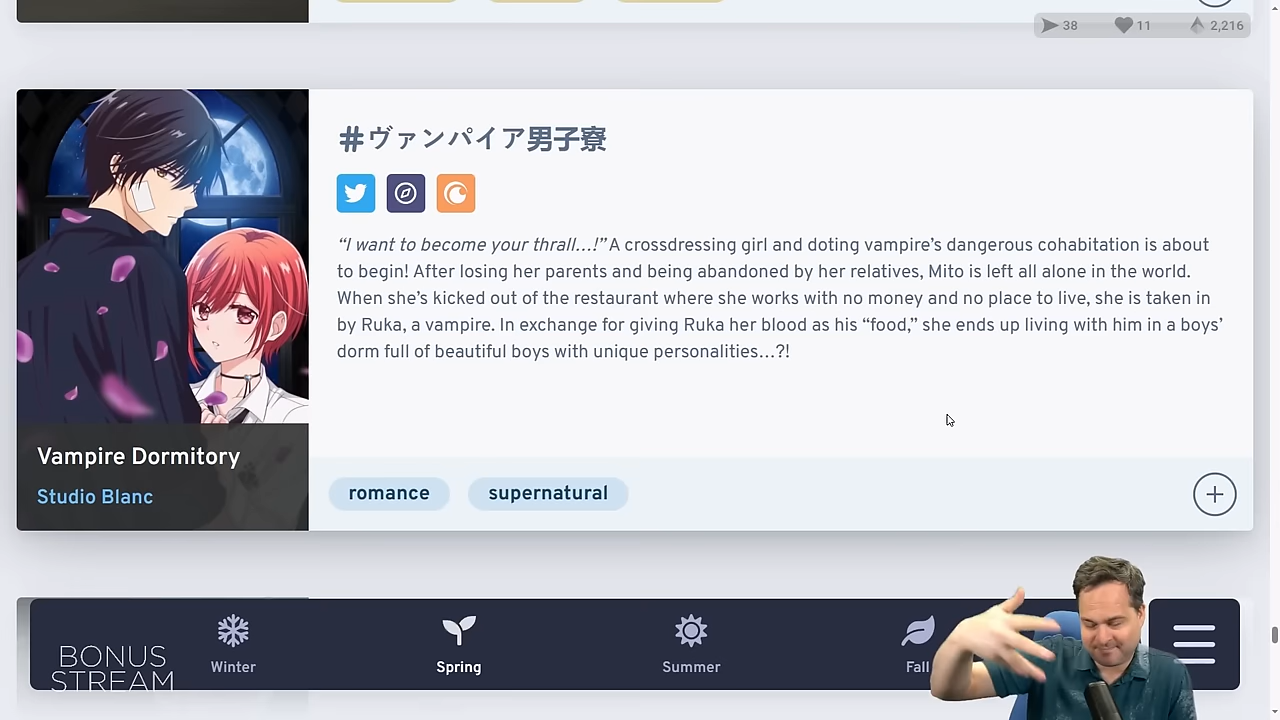 38 11 2,216
#ヴァンパイア男子寮
“I want to become your thrall...!” A crossdressing girl and doting vampire’s dangerous cohabitation is about
to begin! After losing her parents and being abandoned by her relatives, Mito is left all alone in the world.
When she’s kicked out of the restaurant where she works with no money and no place to live, she is taken in
by Ruka, a vampire. In exchange for giving Ruka her blood as his “food,” she ends up living with him in a boys’
dorm full of beautiful boys with unique personalities...?!
Vampire Dormitory
Studio Blanc
romance supernatural
BONUS
STREAM
Winter Spring Summer Fall